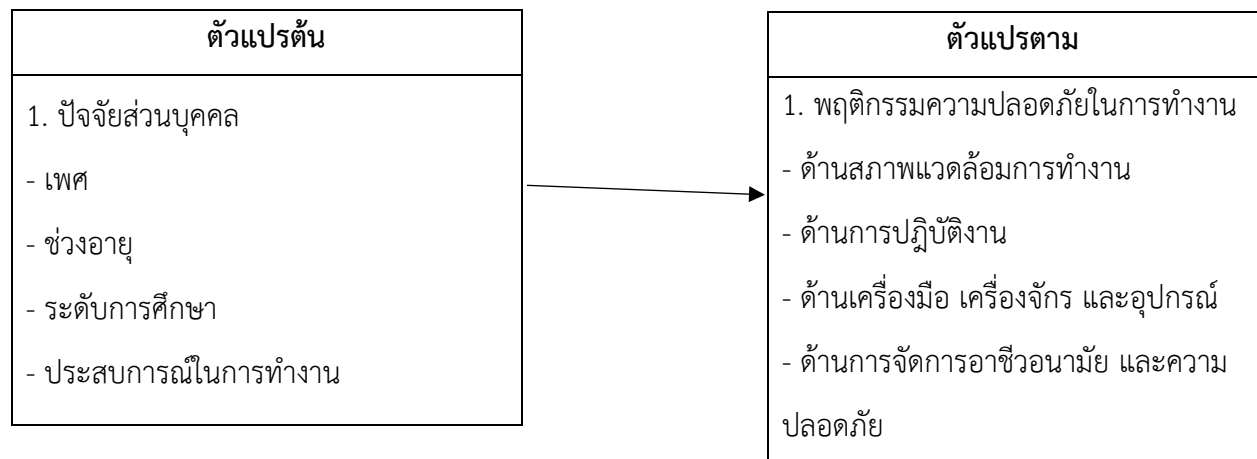 ตัวแปรต้น
1. ปัจจัยส่วนบุคคล
- เพศ
- ช่วงอายุ
- ระดับการศึกษา
- ประสบการณ์ในการทำงาน
ตัวแปรตาม
1. พฤติกรรมความปลอดภัยในการทำงาน
- ด้านสภาพแวดล้อมการทำงาน
- ด้านการปฎิบัติงาน
- ด้านเครื่องมือ เครื่องจักร และอุปกรณ์
- ด้านการจัดการอาชีวอนามัย และความ
ปลอดภัย